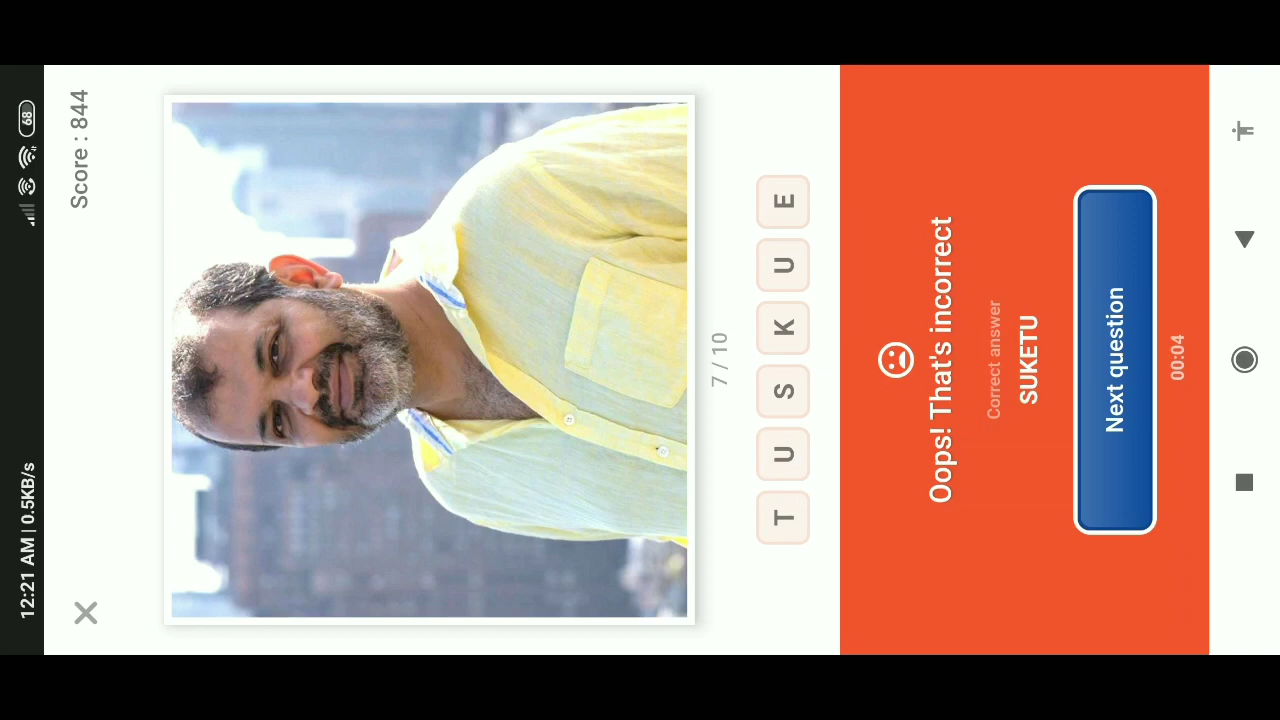 12:21 AM | 0.5KB/s
68
Score : 844
7 / 10
T U S K U E
Oops! That's incorrect
Correct answer
SUKETU
Next question
00:04